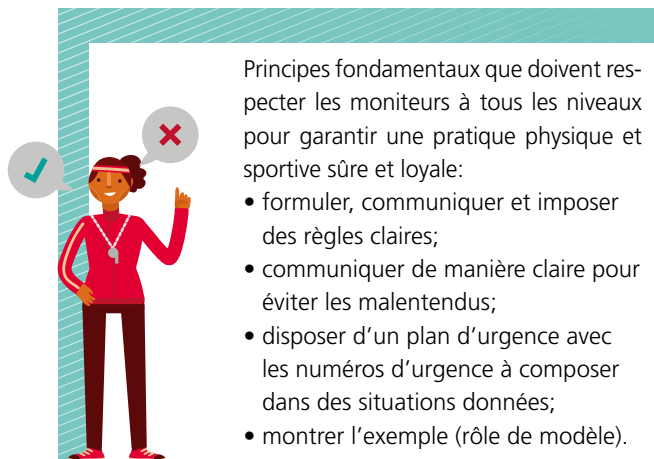 Principes fondamentaux que doivent res-
pecter les moniteurs à tous les niveaux
pour garantir une pratique physique et
sportive sûre et loyale:
• formuler, communiquer et imposer
des règles claires;
• communiquer de manière claire pour
éviter les malentendus;
• disposer d’un plan d’urgence avec
les numéros d’urgence à composer
dans des situations données;
• montrer l’exemple (rôle de modèle).